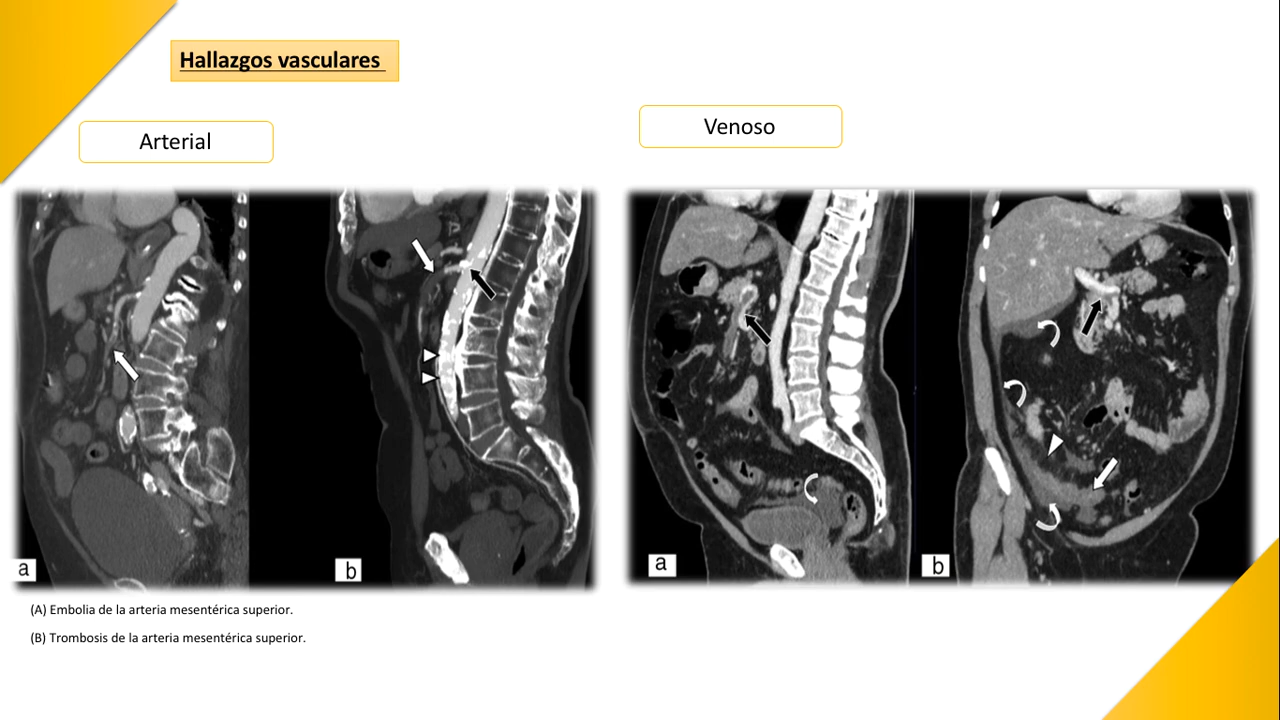 Hallazgos vasculares
Arterial
Venoso
a
b
a
b
(A) Embolia de la arteria mesentérica superior.
(B) Trombosis de la arteria mesentérica superior.